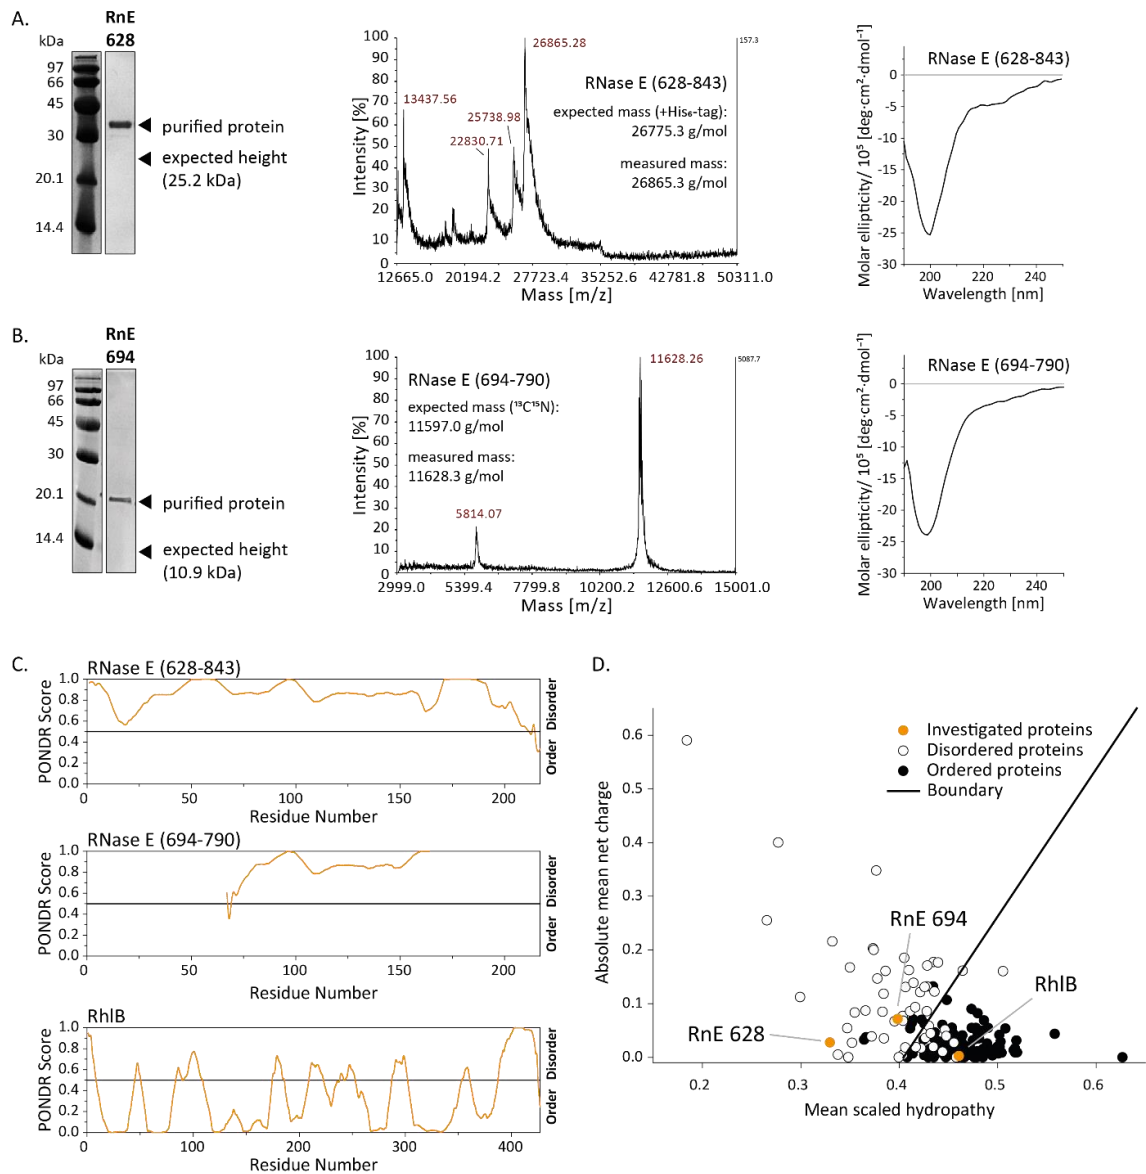 A.
RnE
628
kDa
97
66
45
30
20.1
14.4
purified protein
expected height
(25.2 kDa)
Intensity [%]
100
90
80
70
60
50
40
30
20
10
0
13437.56
22830.71
25738.98
26865.28
157.3
RNase E (628-843)
expected mass (+His₆-tag):
26775.3 g/mol
measured mass:
26865.3 g/mol
12665.0 20194.2 27723.4 35252.6 42781.8 50311.0
Mass [m/z]
Molar ellipticity/ 10⁵ [deg·cm²·dmol⁻¹]
RNase E (628-843)
0
-5
-10
-15
-20
-25
-30
200 220 240
Wavelength [nm]
B.
RnE
694
kDa
97
66
45
30
20.1
14.4
purified protein
expected height
(10.9 kDa)
Intensity [%]
100
90
80
70
60
50
40
30
20
10
0
RNase E (694-790)
expected mass (¹³C¹⁵N):
11597.0 g/mol
measured mass:
11628.3 g/mol
5814.07
11628.26
5087.7
2999.0 5399.4 7799.8 10200.2 12600.6 15001.0
Mass [m/z]
Molar ellipticity/ 10⁵ [deg·cm²·dmol⁻¹]
RNase E (694-790)
0
-5
-10
-15
-20
-25
-30
200 220 240
Wavelength [nm]
C.
RNase E (628-843)
PONDR Score
1.0
0.8
0.6
0.4
0.2
0.0
Disorder
Order
0 50 100 150 200
Residue Number
RNase E (694-790)
PONDR Score
1.0
0.8
0.6
0.4
0.2
0.0
Disorder
Order
0 50 100 150 200
Residue Number
RhlB
PONDR Score
1.0
0.8
0.6
0.4
0.2
0.0
Disorder
Order
0 100 200 300 400
Residue Number
D.
Absolute mean net charge
0.6
0.5
0.4
0.3
0.2
0.1
0.0
Investigated proteins
Disordered proteins
Ordered proteins
Boundary
RnE 694
RhlB
RnE 628
0.2 0.3 0.4 0.5 0.6
Mean scaled hydropathy